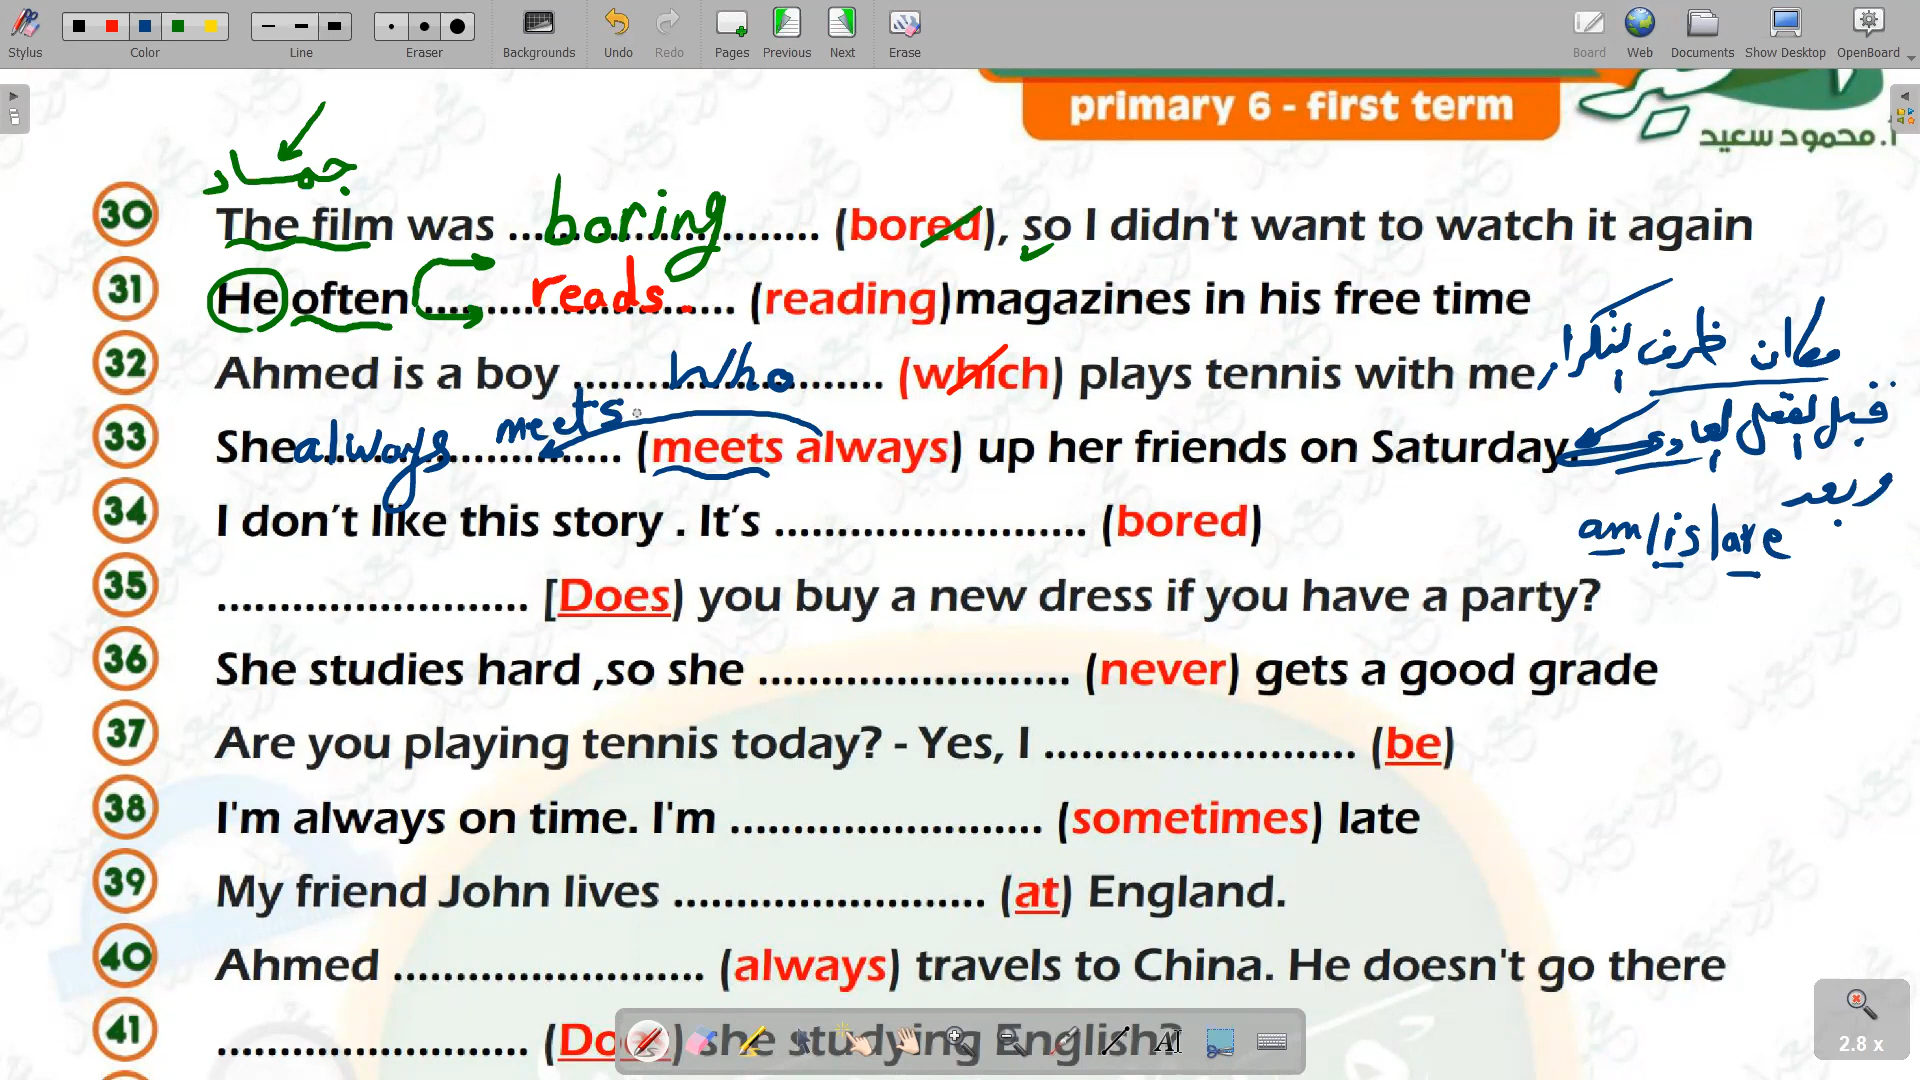 Stylus Color Line Eraser Backgrounds Undo Redo Pages Previous Next Erase Board Web Documents Show Desktop OpenBoard
primary 6 - first term
أ. محمود سعيد
جماد
30 The film was .......... boring .......... (bored), so I didn't want to watch it again
31 He often .......... reads .......... (reading)magazines in his free time
32 Ahmed is a boy .......... who .......... (which) plays tennis with me
مكان ظرف التكرار
33 She always meets .......... (meets always) up her friends on Saturday.
قبل الفعل العادى
وبعد
am/is/are
34 I don’t like this story . It’s ......................... (bored)
35 ......................... [Does) you buy a new dress if you have a party?
36 She studies hard ,so she ......................... (never) gets a good grade
37 Are you playing tennis today? - Yes, I ......................... (be)
38 I'm always on time. I'm ......................... (sometimes) late
39 My friend John lives ......................... (at) England.
40 Ahmed ......................... (always) travels to China. He doesn't go there
41 ......................... (Do ) she studying English?
2.8 x